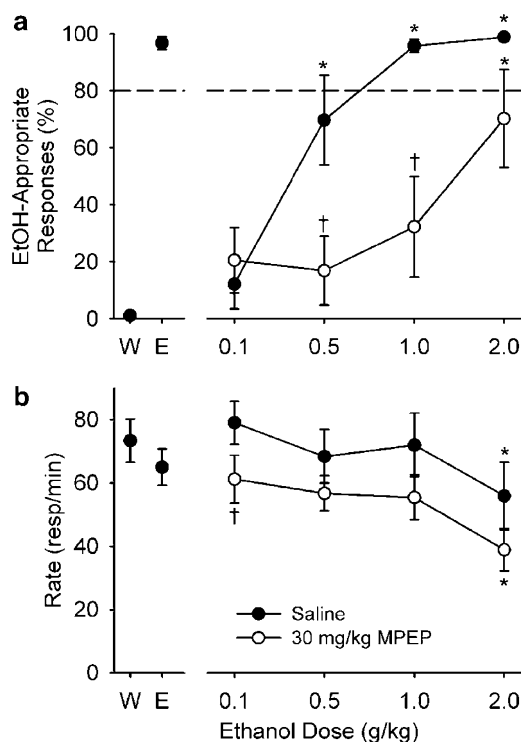 a
EtOH-Appropriate
Responses (%)
100
80
60
40
20
0
* * * *
† †
W E 0.1 0.5 1.0 2.0
b
Rate (resp/min)
80
60
40
20
0
*
†
*
Saline
30 mg/kg MPEP
W E 0.1 0.5 1.0 2.0
Ethanol Dose (g/kg)